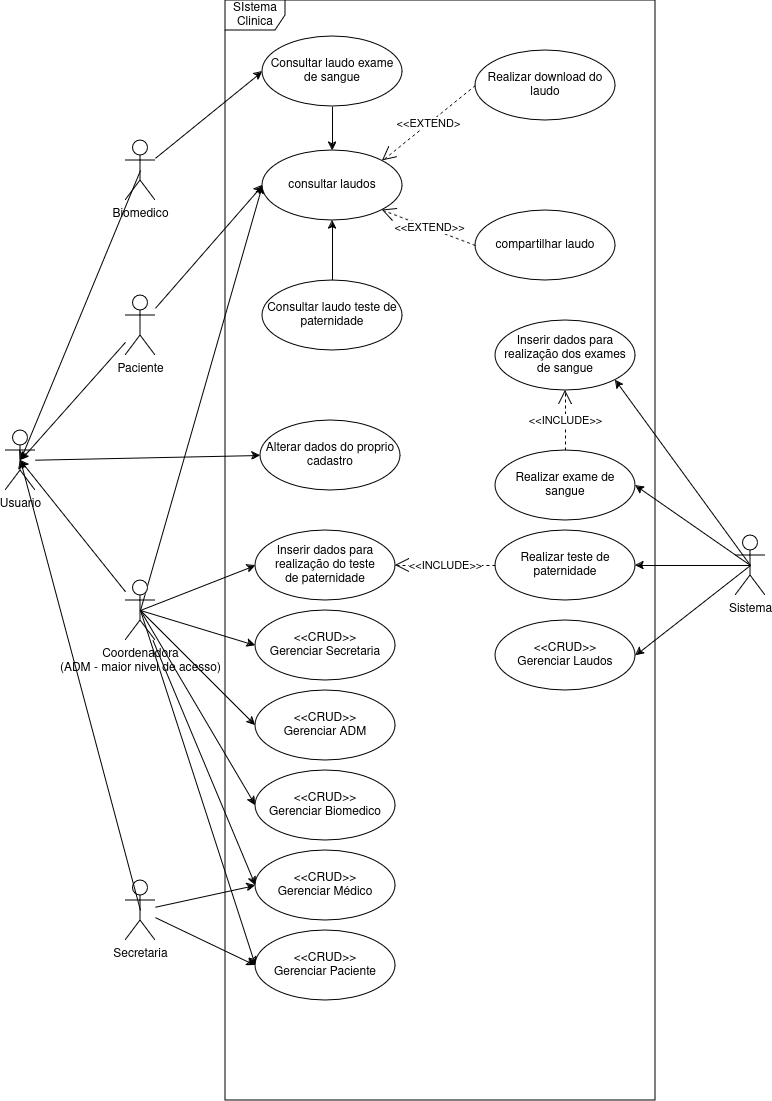 SIstema
Clinica
Consultar laudo exame
de sangue
Realizar download do
laudo
<<EXTEND>
Biomedico
consultar laudos
<<EXTEND>>
compartilhar laudo
Consultar laudo teste de
paternidade
Paciente
Inserir dados para
realização dos exames
de sangue
<<INCLUDE>>
Alterar dados do proprio
cadastro
Usuario
Realizar exame de
sangue
Inserir dados para
realização do teste
de paternidade
<<INCLUDE>>
Realizar teste de
paternidade
Sistema
Coordenadora
(ADM - maior nivel de acesso)
<<CRUD>>
Gerenciar Secretaria
<<CRUD>>
Gerenciar Laudos
<<CRUD>>
Gerenciar ADM
<<CRUD>>
Gerenciar Biomedico
<<CRUD>>
Gerenciar Médico
Secretaria
<<CRUD>>
Gerenciar Paciente